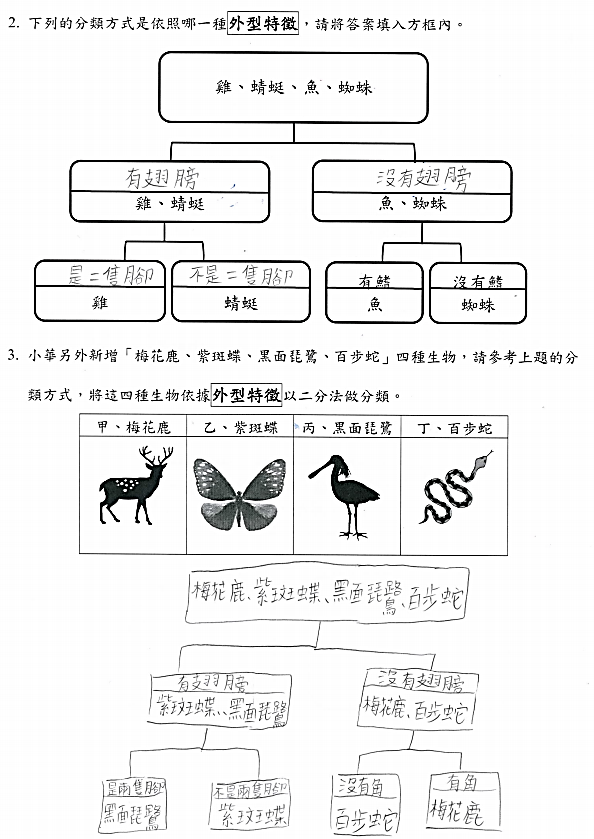 2. 下列的分類方式是依照哪一種外型特徵，請將答案填入方框內。
雞、蜻蜓、魚、蜘蛛
有翅膀 沒有翅膀
雞、蜻蜓 魚、蜘蛛
是二隻腳 不是二隻腳 有鰭 沒有鰭
雞 蜻蜓 魚 蜘蛛
3. 小華另外新增「梅花鹿、紫斑蝶、黑面琵鷺、百步蛇」四種生物，請參考上題的分
類方式，將這四種生物依據外型特徵以二分法做分類。
甲、梅花鹿 乙、紫斑蝶 丙、黑面琵鷺 丁、百步蛇
梅花鹿、紫斑蝶、黑面琵鷺、百步蛇
有翅膀 沒有翅膀
紫斑蝶、黑面琵鷺 梅花鹿、百步蛇
是兩隻腳 不是兩隻腳 沒有角 有角
黑面琵鷺 紫斑蝶 百步蛇 梅花鹿